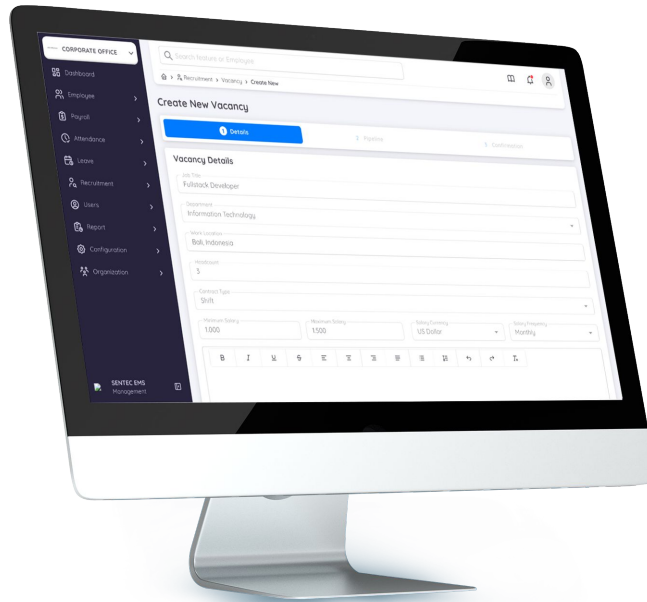 CORPORATE OFFICE
Search feature or Employee
Recruitment > Vacancy > Create New
Dashboard
Employee
Payroll
Attendance
Leave
Recruitment
Users
Report
Configuration
Organization
SENTEC EMS
Management
Create New Vacancy
1 Details
2 Pipeline
3 Confirmation
Vacancy Details
Job Title
Fullstack Developer
Department
Information Technology
Work Location
Bali, Indonesia
Headcount
3
Contract Type
Shift
Minimum Salary
1.000
Maximum Salary
1.500
Salary Currency
US Dollar
Salary Frequency
Monthly
B I U S